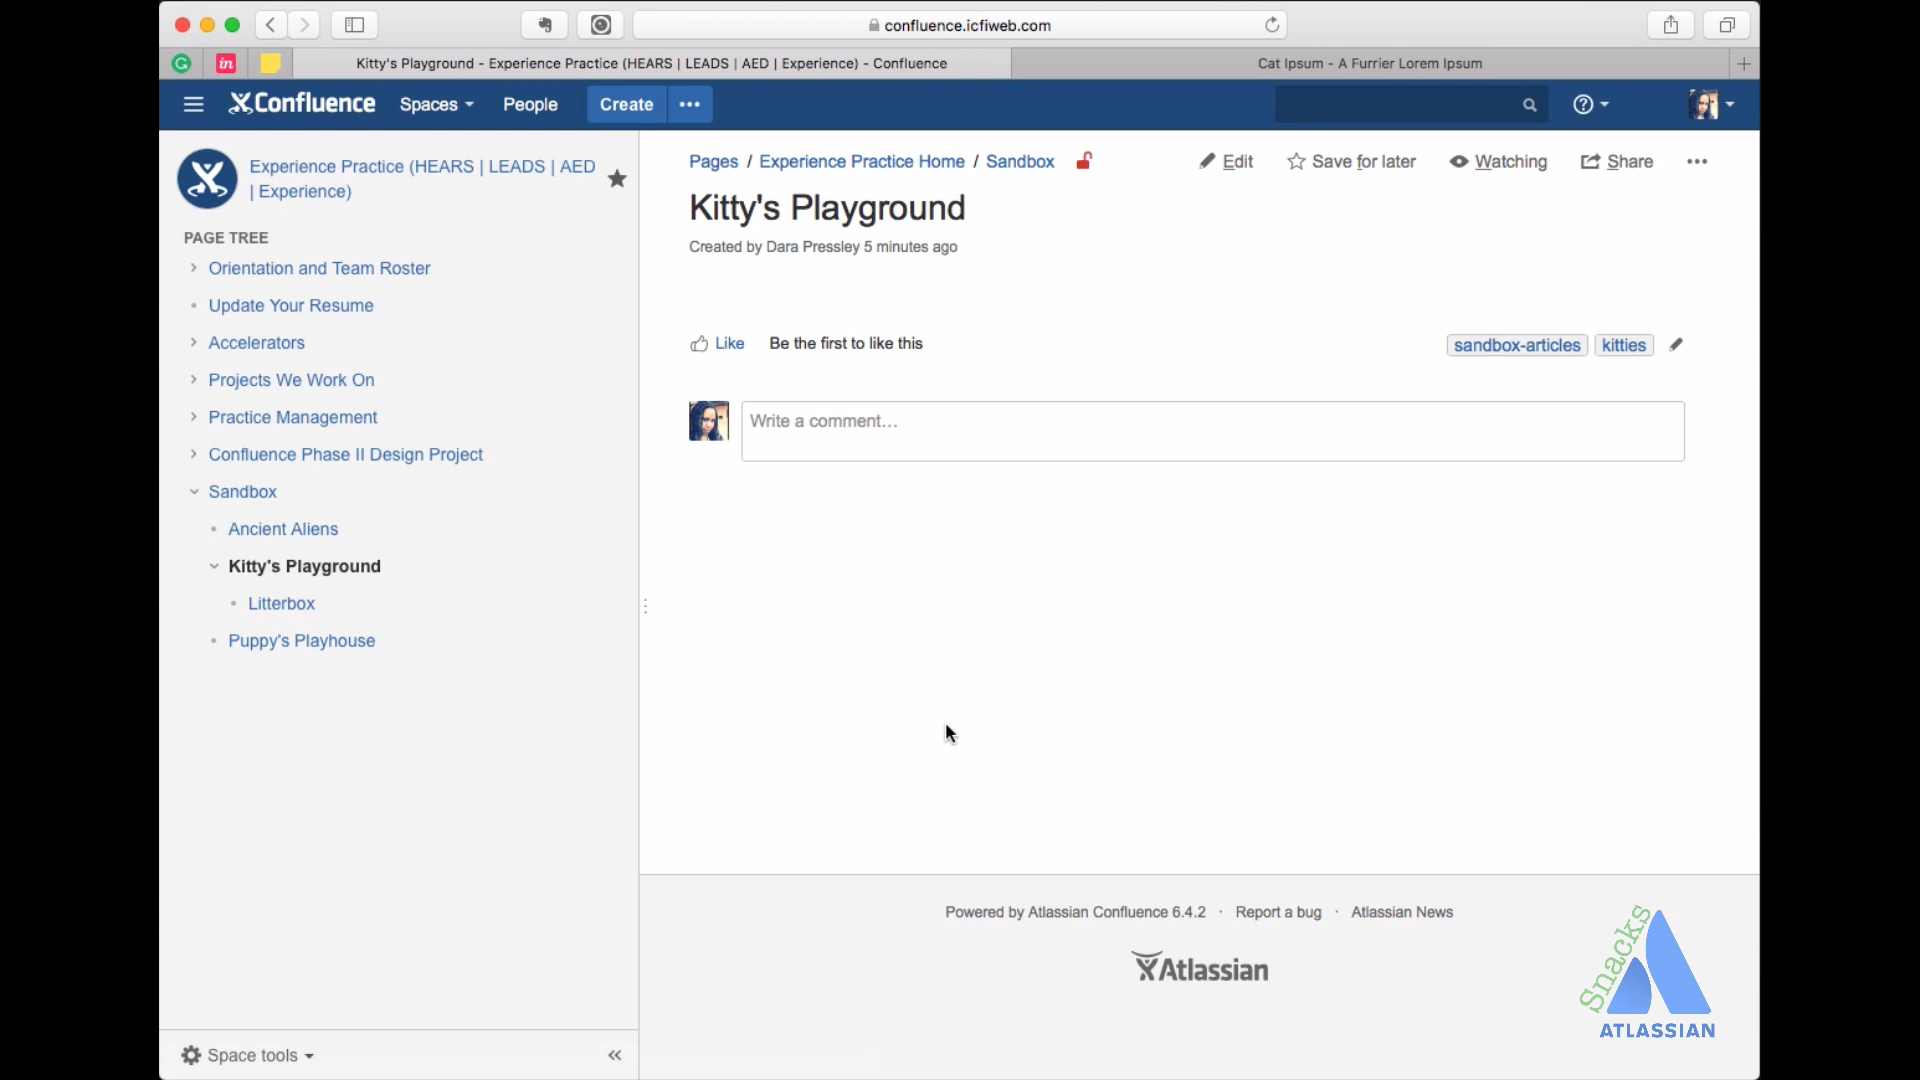 confluence.icfiweb.com
in
Kitty's Playground - Experience Practice (HEARS | LEADS | AED | Experience) - Confluence
Cat Ipsum - A Furrier Lorem Ipsum
Confluence
Spaces
People
Create
Experience Practice (HEARS | LEADS | AED
| Experience)
PAGE TREE
Orientation and Team Roster
Update Your Resume
Accelerators
Projects We Work On
Practice Management
Confluence Phase II Design Project
Sandbox
Ancient Aliens
Kitty's Playground
Litterbox
Puppy's Playhouse
Space tools
Pages / Experience Practice Home / Sandbox
Edit
Save for later
Watching
Share
Kitty's Playground
Created by Dara Pressley 5 minutes ago
Like
Be the first to like this
sandbox-articles
kitties
Write a comment...
Powered by Atlassian Confluence 6.4.2 · Report a bug · Atlassian News
Atlassian
Snacks
ATLASSIAN